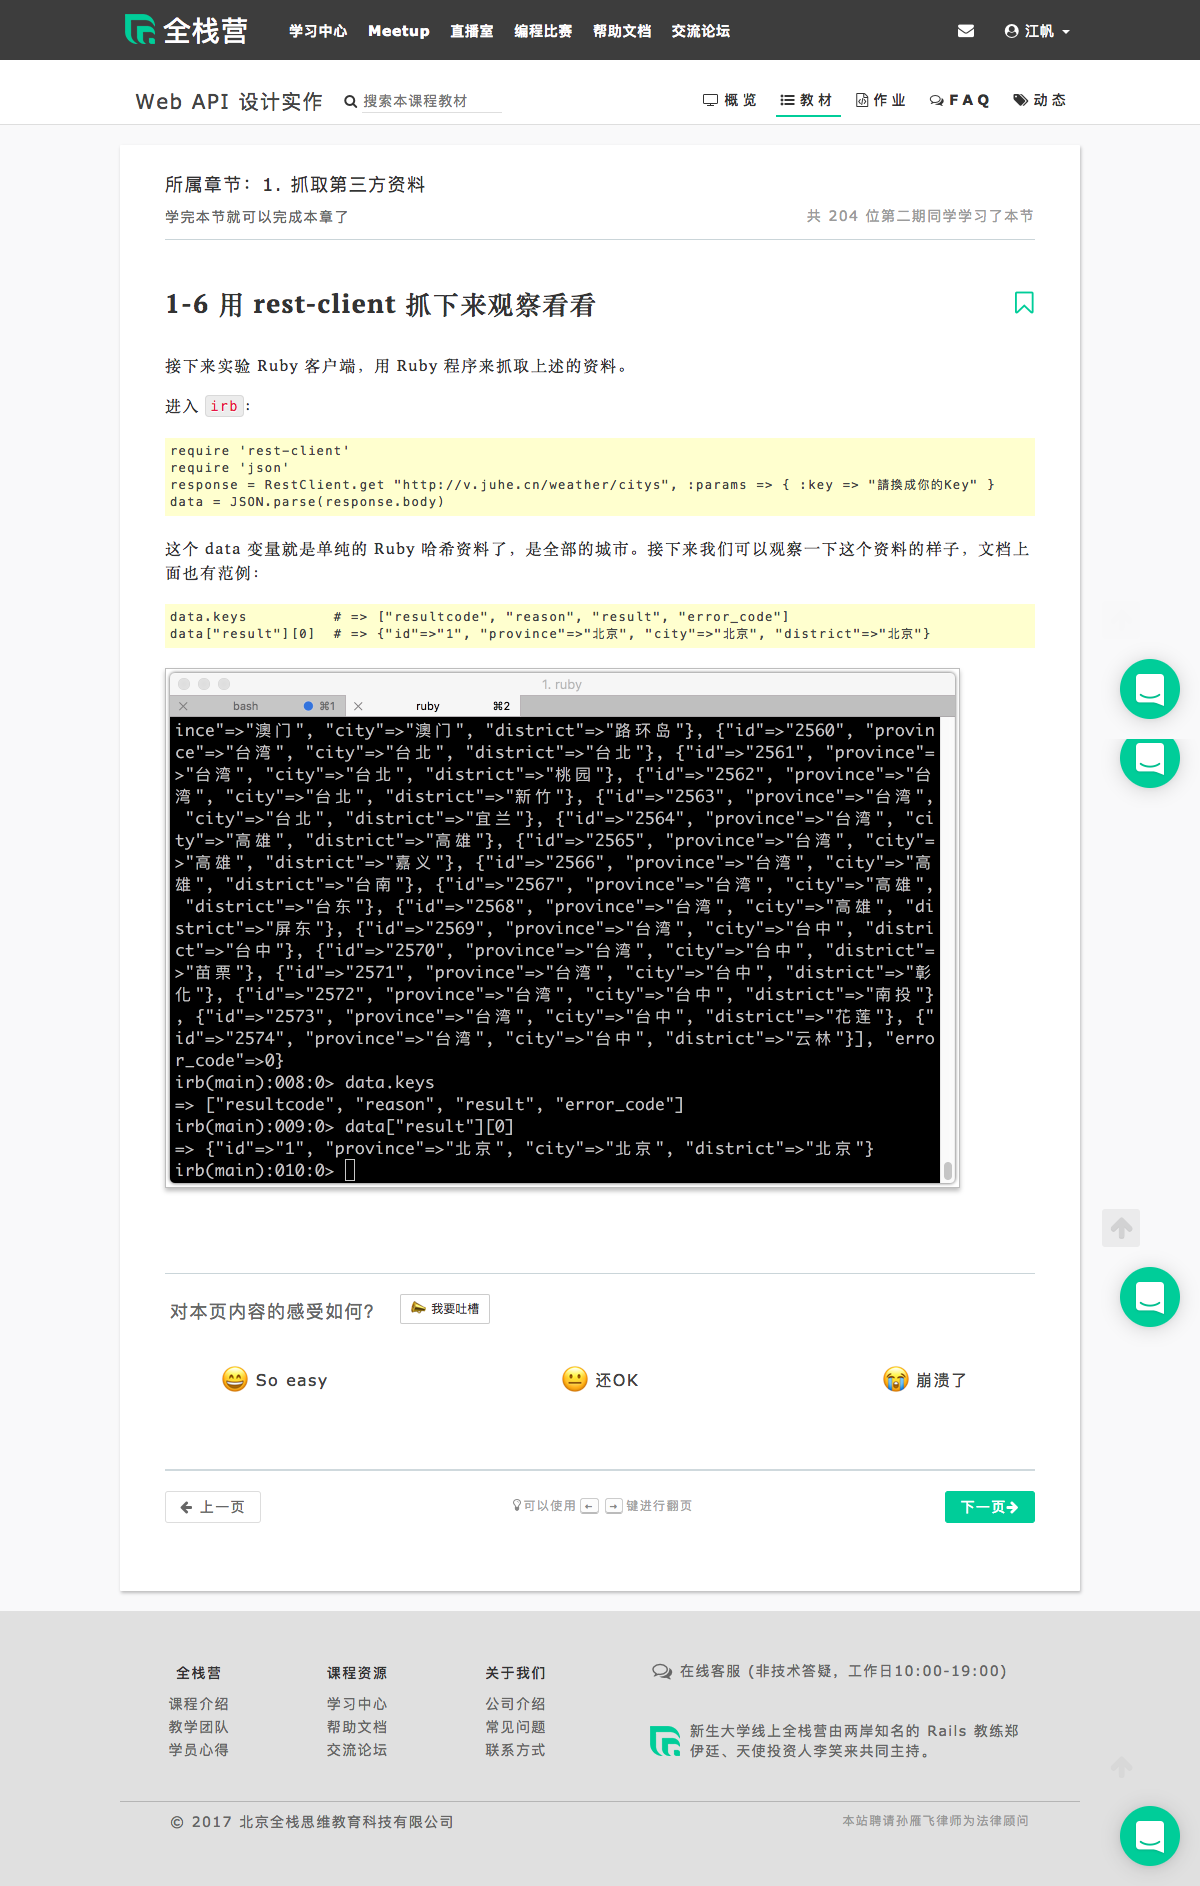 全栈营 学习中心 Meetup 直播室 编程比赛 帮助文档 交流论坛 江帆
Web API 设计实作 搜索本课程教材 概览 教材 作业 FAQ 动态
所属章节：1. 抓取第三方资料
学完本节就可以完成本章了 共 204 位第二期同学学习了本节
1-6 用 rest-client 抓下来观察看看
接下来实验 Ruby 客户端，用 Ruby 程序来抓取上述的资料。
进入 irb：
require 'rest-client'
require 'json'
response = RestClient.get "http://v.juhe.cn/weather/citys", :params => { :key => "請換成你的Key" }
data = JSON.parse(response.body)
这个 data 变量就是单纯的 Ruby 哈希资料了，是全部的城市。接下来我们可以观察一下这个资料的样子，文档上
面也有范例：
data.keys # => ["resultcode", "reason", "result", "error_code"]
data["result"][0] # => {"id"=>"1", "province"=>"北京", "city"=>"北京", "district"=>"北京"}
1. ruby
bash ⌘1 ruby ⌘2
ince"=>"澳门", "city"=>"澳门", "district"=>"路环岛"}, {"id"=>"2560", "provin
ce"=>"台湾", "city"=>"台北", "district"=>"台北"}, {"id"=>"2561", "province"=
>"台湾", "city"=>"台北", "district"=>"桃园"}, {"id"=>"2562", "province"=>"台
湾", "city"=>"台北", "district"=>"新竹"}, {"id"=>"2563", "province"=>"台湾",
"city"=>"台北", "district"=>"宜兰"}, {"id"=>"2564", "province"=>"台湾", "ci
ty"=>"高雄", "district"=>"高雄"}, {"id"=>"2565", "province"=>"台湾", "city"=
>"高雄", "district"=>"嘉义"}, {"id"=>"2566", "province"=>"台湾", "city"=>"高
雄", "district"=>"台南"}, {"id"=>"2567", "province"=>"台湾", "city"=>"高雄",
"district"=>"台东"}, {"id"=>"2568", "province"=>"台湾", "city"=>"高雄", "di
strict"=>"屏东"}, {"id"=>"2569", "province"=>"台湾", "city"=>"台中", "distri
ct"=>"台中"}, {"id"=>"2570", "province"=>"台湾", "city"=>"台中", "district"=
>"苗栗"}, {"id"=>"2571", "province"=>"台湾", "city"=>"台中", "district"=>"彰
化"}, {"id"=>"2572", "province"=>"台湾", "city"=>"台中", "district"=>"南投"}
, {"id"=>"2573", "province"=>"台湾", "city"=>"台中", "district"=>"花莲"}, {"
id"=>"2574", "province"=>"台湾", "city"=>"台中", "district"=>"云林"}], "erro
r_code"=>0}
irb(main):008:0> data.keys
=> ["resultcode", "reason", "result", "error_code"]
irb(main):009:0> data["result"][0]
=> {"id"=>"1", "province"=>"北京", "city"=>"北京", "district"=>"北京"}
irb(main):010:0>
对本页内容的感受如何? 我要吐槽
So easy 还OK 崩溃了
上一页 可以使用 ← → 键进行翻页 下一页
全栈营 课程资源 关于我们 在线客服 (非技术答疑，工作日10:00-19:00)
课程介绍 学习中心 公司介绍
教学团队 帮助文档 常见问题 新生大学线上全栈营由两岸知名的 Rails 教练郑
学员心得 交流论坛 联系方式 伊廷、天使投资人李笑来共同主持。
© 2017 北京全栈思维教育科技有限公司 本站聘请孙雁飞律师为法律顾问